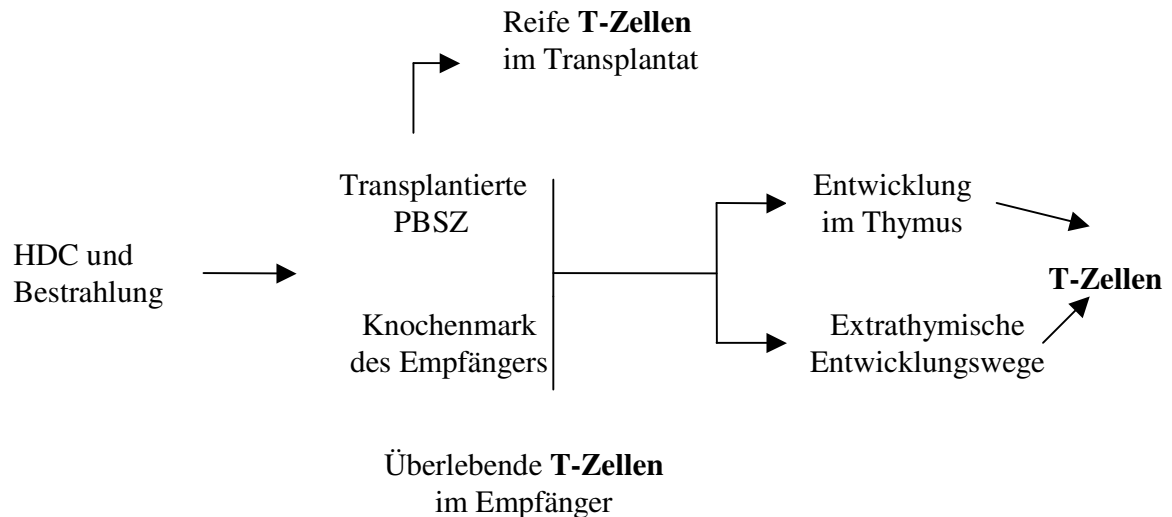 Reife T-Zellen
im Transplantat
Transplantierte
PBSZ
HDC und
Bestrahlung
Knochenmark
des Empfängers
Entwicklung
im Thymus
Extrathymische
Entwicklungswege
T-Zellen
Überlebende T-Zellen
im Empfänger